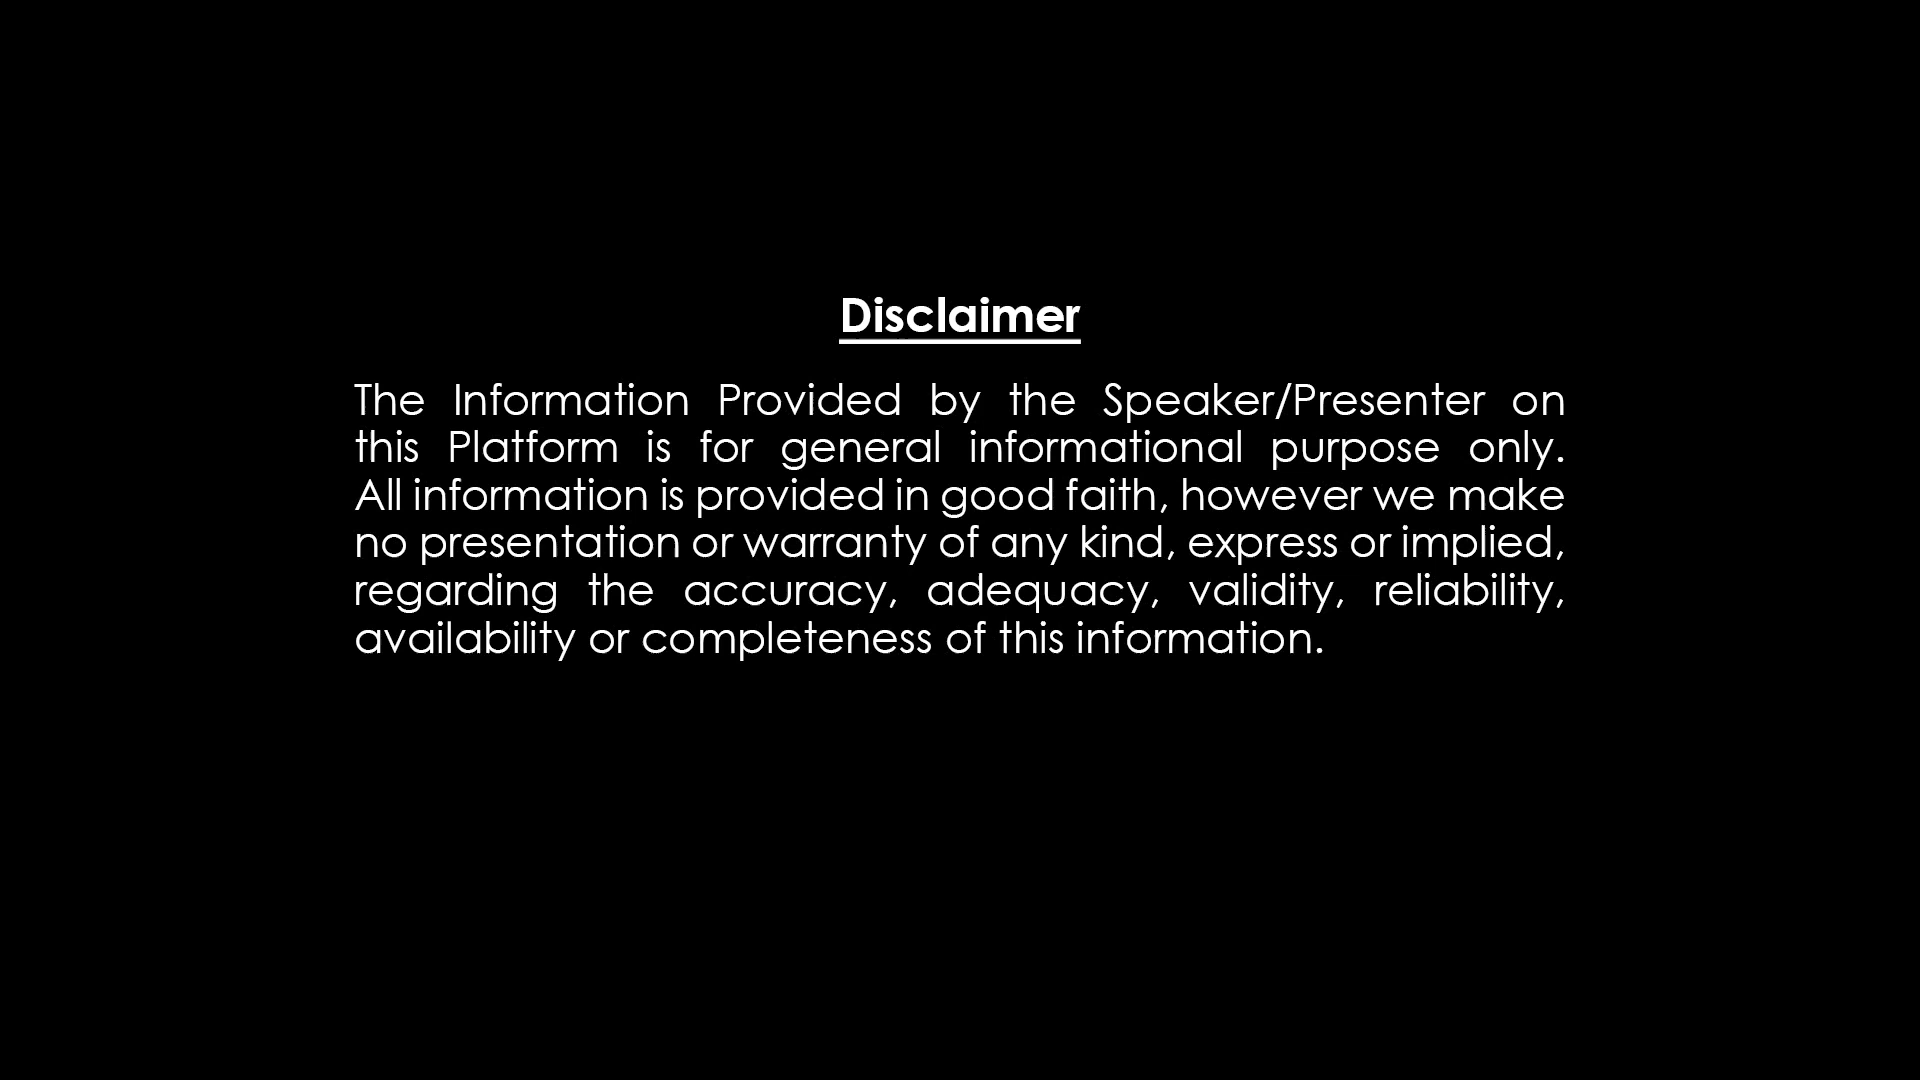 Disclaimer
The Information Provided by the Speaker/Presenter on
this Platform is for general informational purpose only.
All information is provided in good faith, however we make
no presentation or warranty of any kind, express or implied,
regarding the accuracy, adequacy, validity, reliability,
availability or completeness of this information.